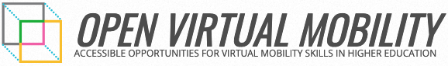 OPEN VIRTUAL MOBILITY
ACCESSIBLE OPPORTUNITIES FOR VIRTUAL MOBILITY SKILLS IN HIGHER EDUCATION